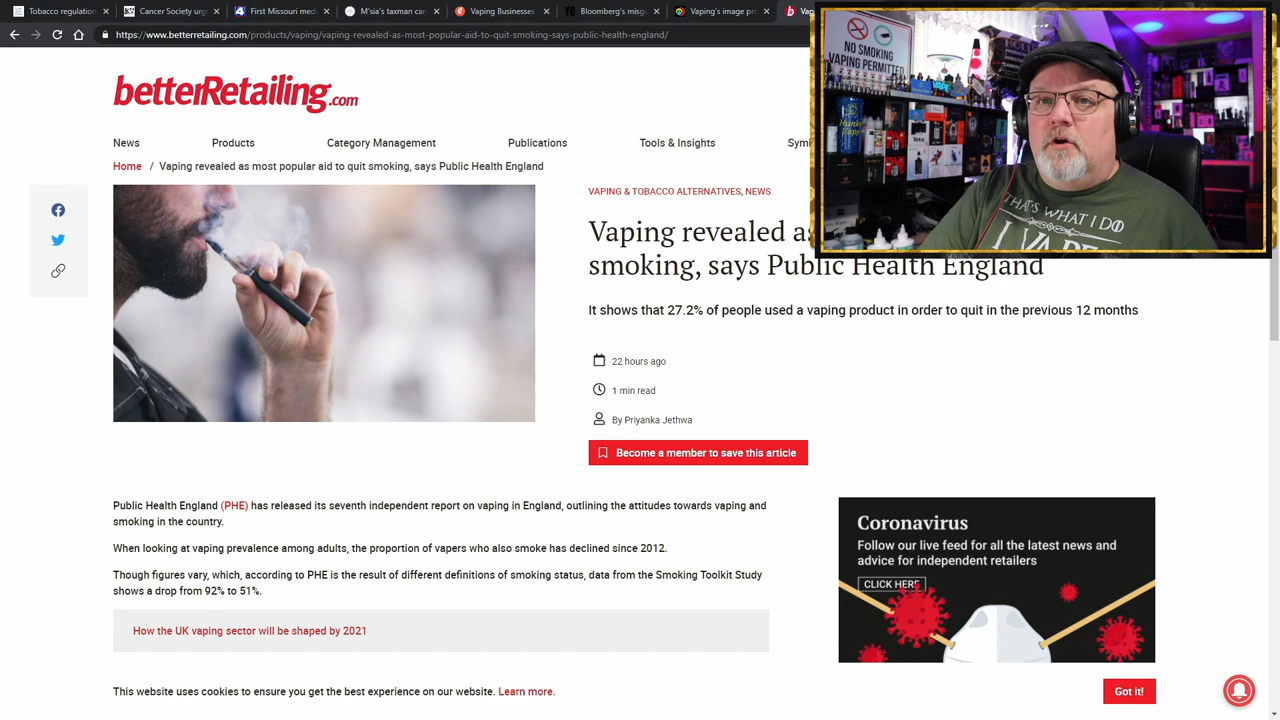 Tobacco regulation
Cancer Society urg
First Missouri med
M'sia's taxman ca
Vaping Businesses
Bloomberg's misg
Vaping's image pr
Vap
https://www.betterretailing.com/
-as-most-popular-aid-to-quit-smoking-says-public-health-england/
NO SMOKING
VAPING PERMITTED
VAPE
THAT'S WHAT I DO
I VAPE
betterRetailing.com
News
Products
Category Management
Publications
Tools & Insights
Sym
Home / Vaping revealed as most popular aid to quit smoking, says Public Health England
VAPING & TOBACCO ALTERNATIVES, NEWS
Vaping revealed as
smoking, says Public Health England
It shows that 27.2% of people used a vaping product in order to quit in the previous 12 months
22 hours ago
1 min read
By Priyanka Jethwa
Become a member to save this article
Public Health England (PHE) has released its seventh independent report on vaping in England, outlining the attitudes towards vaping and
smoking in the country.
When looking at vaping prevalence among adults, the proportion of vapers who also smoke has declined since 2012.
Though figures vary, which, according to PHE is the result of different definitions of smoking status, data from the Smoking Toolkit Study
shows a drop from 92% to 51%.
How the UK vaping sector will be shaped by 2021
Coronavirus
Follow our live feed for all the latest news and
advice for independent retailers
CLICK HERE
This website uses cookies to ensure you get the best experience on our website. Learn more.
Got it!